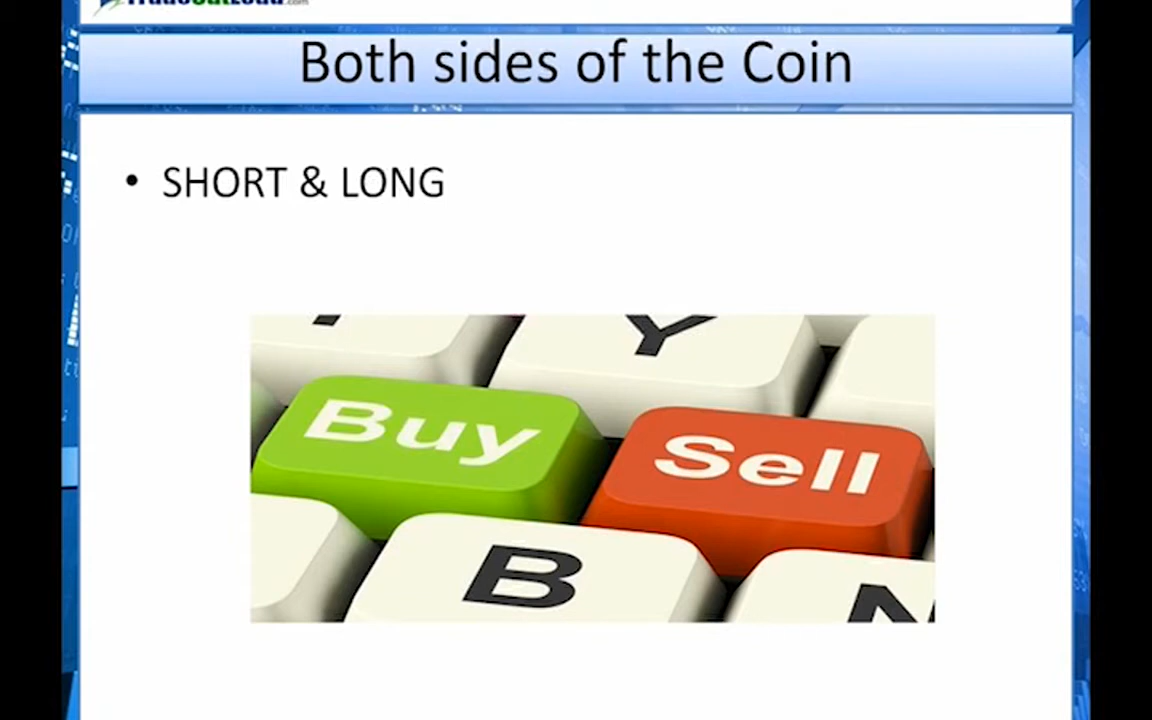 Both sides of the Coin
• SHORT & LONG
Y
Buy
Sell
B
N